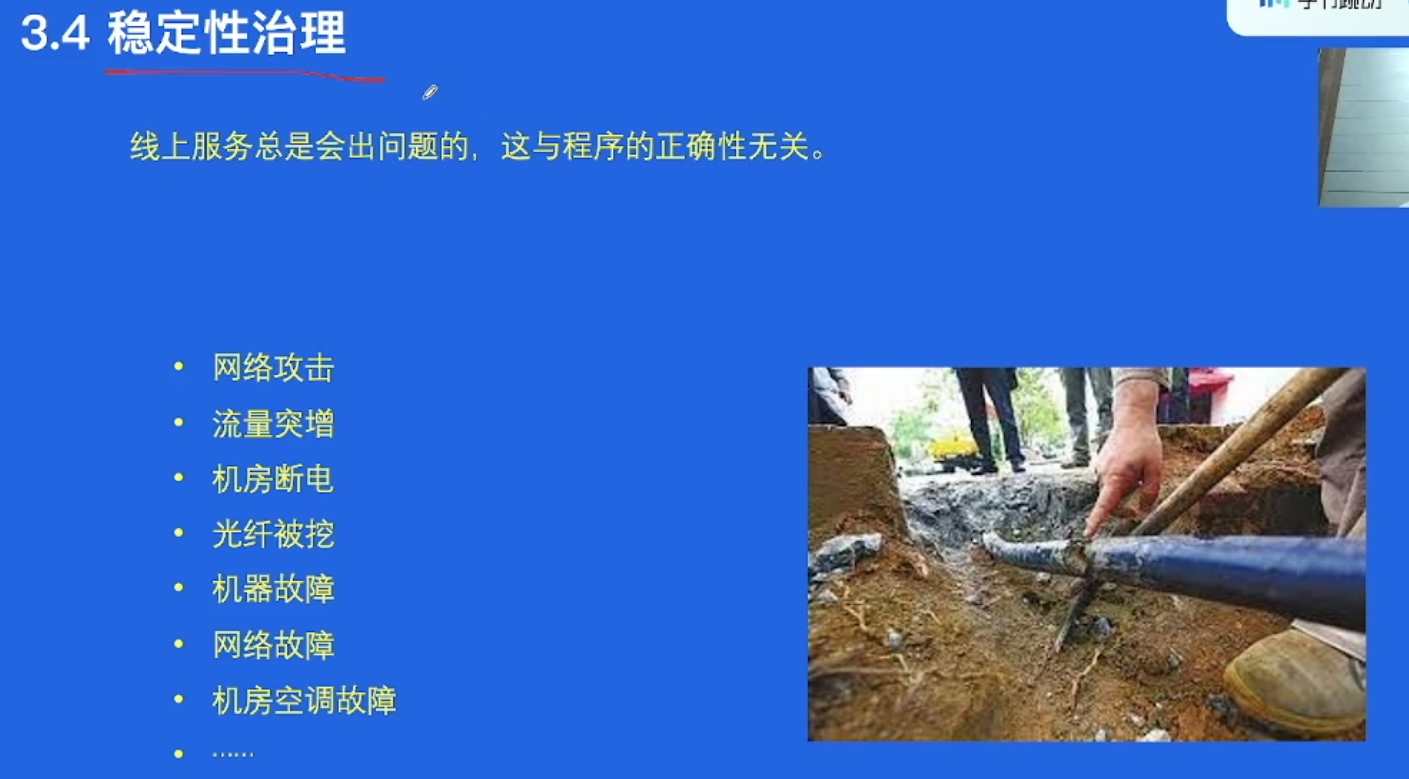 3.4 稳定性治理
线上服务总是会出问题的，这与程序的正确性无关。
• 网络攻击
• 流量突增
• 机房断电
• 光纤被挖
• 机器故障
• 网络故障
• 机房空调故障
• ......